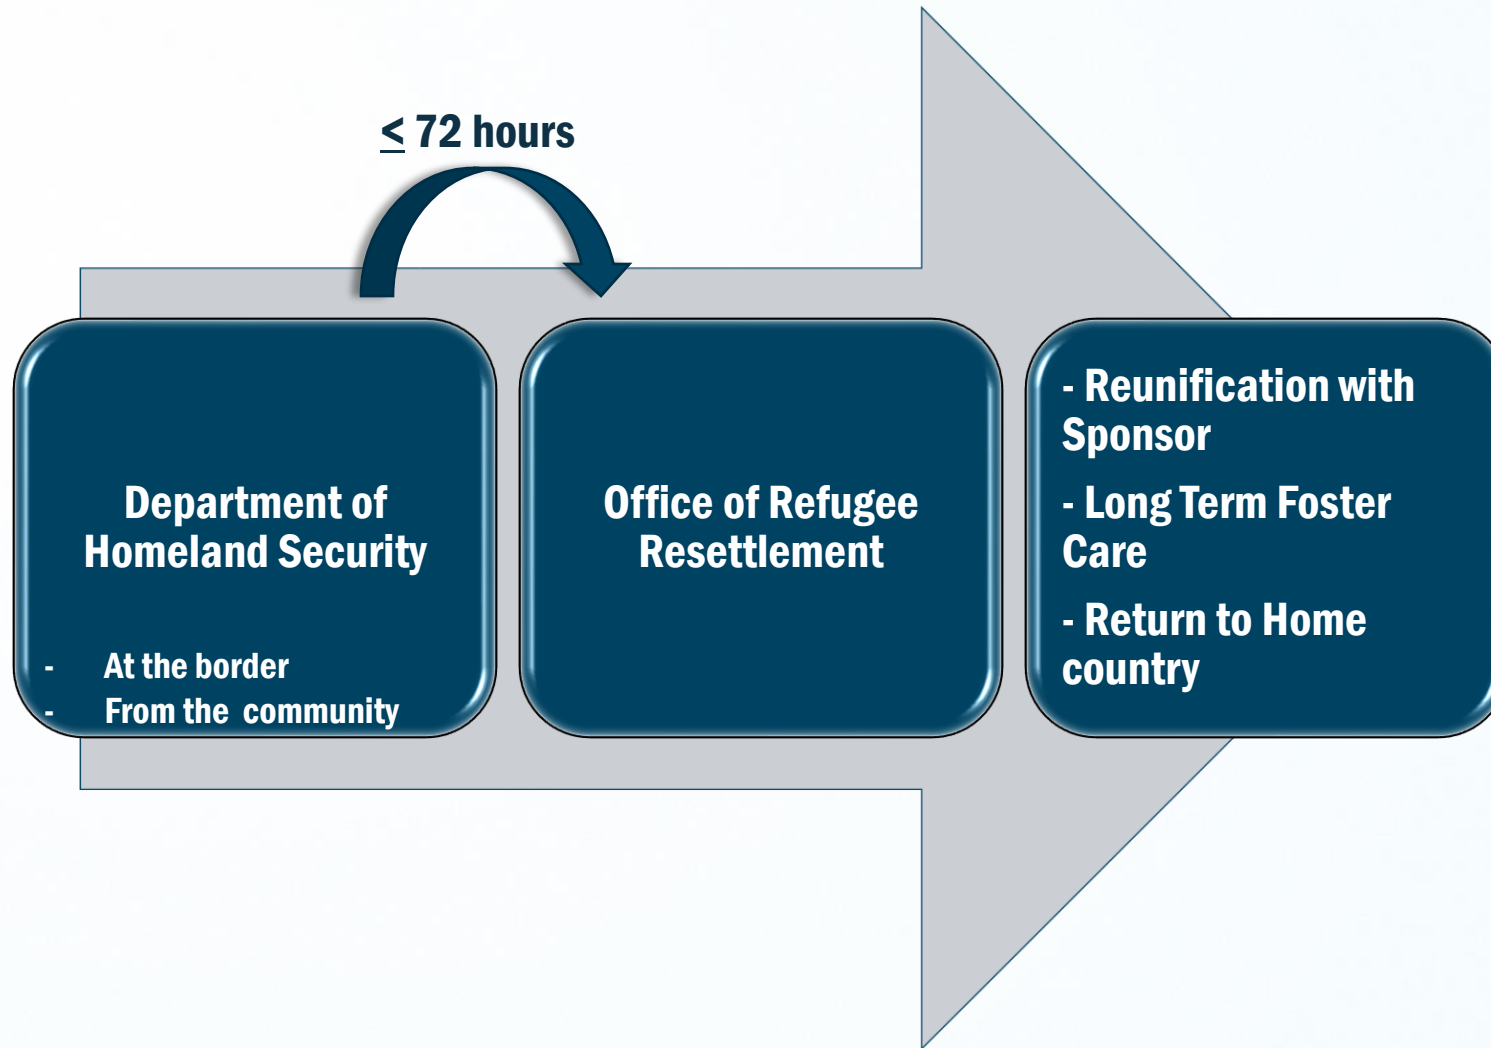 ≤ 72 hours
Department of
Homeland Security
- At the border
- From the community
Office of Refugee
Resettlement
- Reunification with
Sponsor
- Long Term Foster
Care
- Return to Home
country